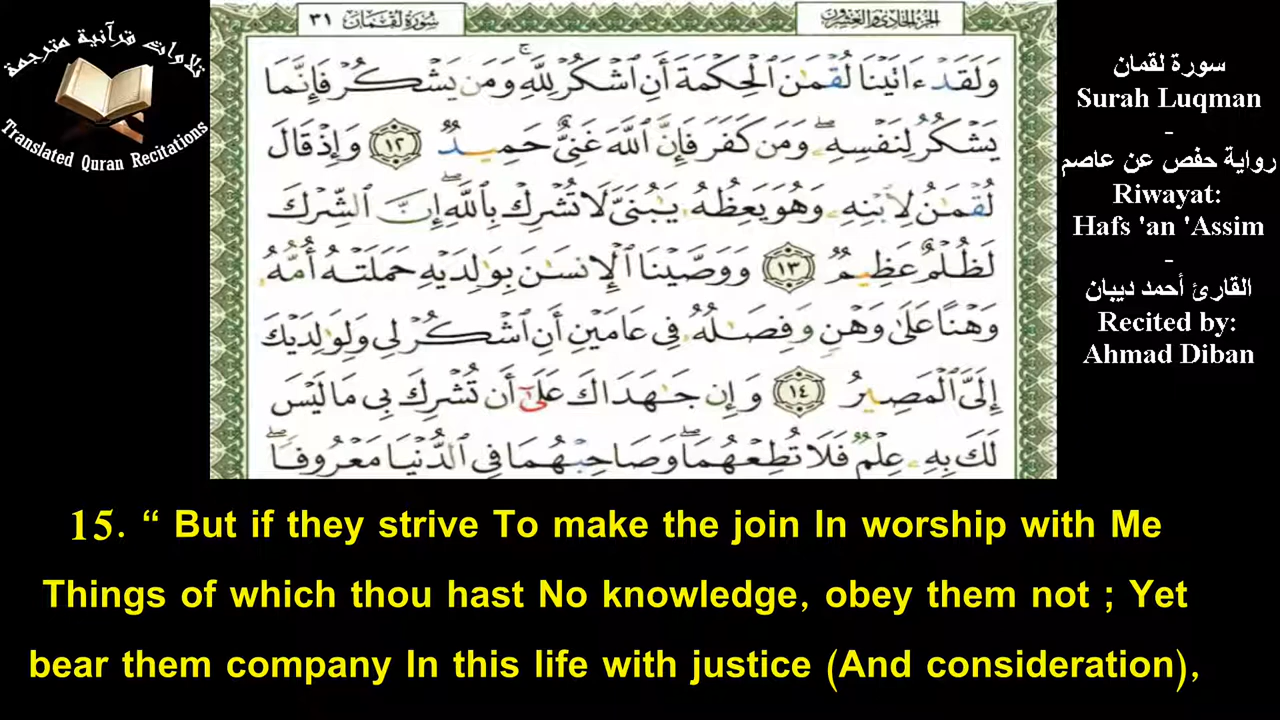 تلاوات قرآنية مترجمة
Translated Quran Recitations
سُورَةُ لُقْمَان ٣١
الجزء الحادي والعشرون
وَلَقَدْ ءَاتَيْنَا لُقْمَٰنَ ٱلْحِكْمَةَ أَنِ ٱشْكُرْ لِلَّهِ ۚ وَمَن يَشْكُرْ فَإِنَّمَا
يَشْكُرُ لِنَفْسِهِۦ ۖ وَمَن كَفَرَ فَإِنَّ ٱللَّهَ غَنِىٌّ حَمِيدٌ ١٢ وَإِذْ قَالَ
لُقْمَٰنُ لِٱبْنِهِۦ وَهُوَ يَعِظُهُۥ يَٰبُنَىَّ لَا تُشْرِكْ بِٱللَّهِ ۖ إِنَّ ٱلشِّرْكَ
لَظُلْمٌ عَظِيمٌ ١٣ وَوَصَّيْنَا ٱلْإِنسَٰنَ بِوَٰلِدَيْهِ حَمَلَتْهُ أُمُّهُۥ
وَهْنًا عَلَىٰ وَهْنٍ وَفِصَٰلُهُۥ فِى عَامَيْنِ أَنِ ٱشْكُرْ لِى وَلِوَٰلِدَيْكَ
إِلَىَّ ٱلْمَصِيرُ ١٤ وَإِن جَٰهَدَاكَ عَلَىٰٓ أَن تُشْرِكَ بِى مَا لَيْسَ
لَكَ بِهِۦ عِلْمٌ فَلَا تُطِعْهُمَا ۖ وَصَاحِبْهُمَا فِى ٱلدُّنْيَا مَعْرُوفًا ۖ
سورة لقمان
Surah Luqman
-
رواية حفص عن عاصم
Riwayat:
Hafs 'an 'Assim
-
القارئ أحمد ديبان
Recited by:
Ahmad Diban
15. “ But if they strive To make the join In worship with Me
Things of which thou hast No knowledge, obey them not ; Yet
bear them company In this life with justice (And consideration),